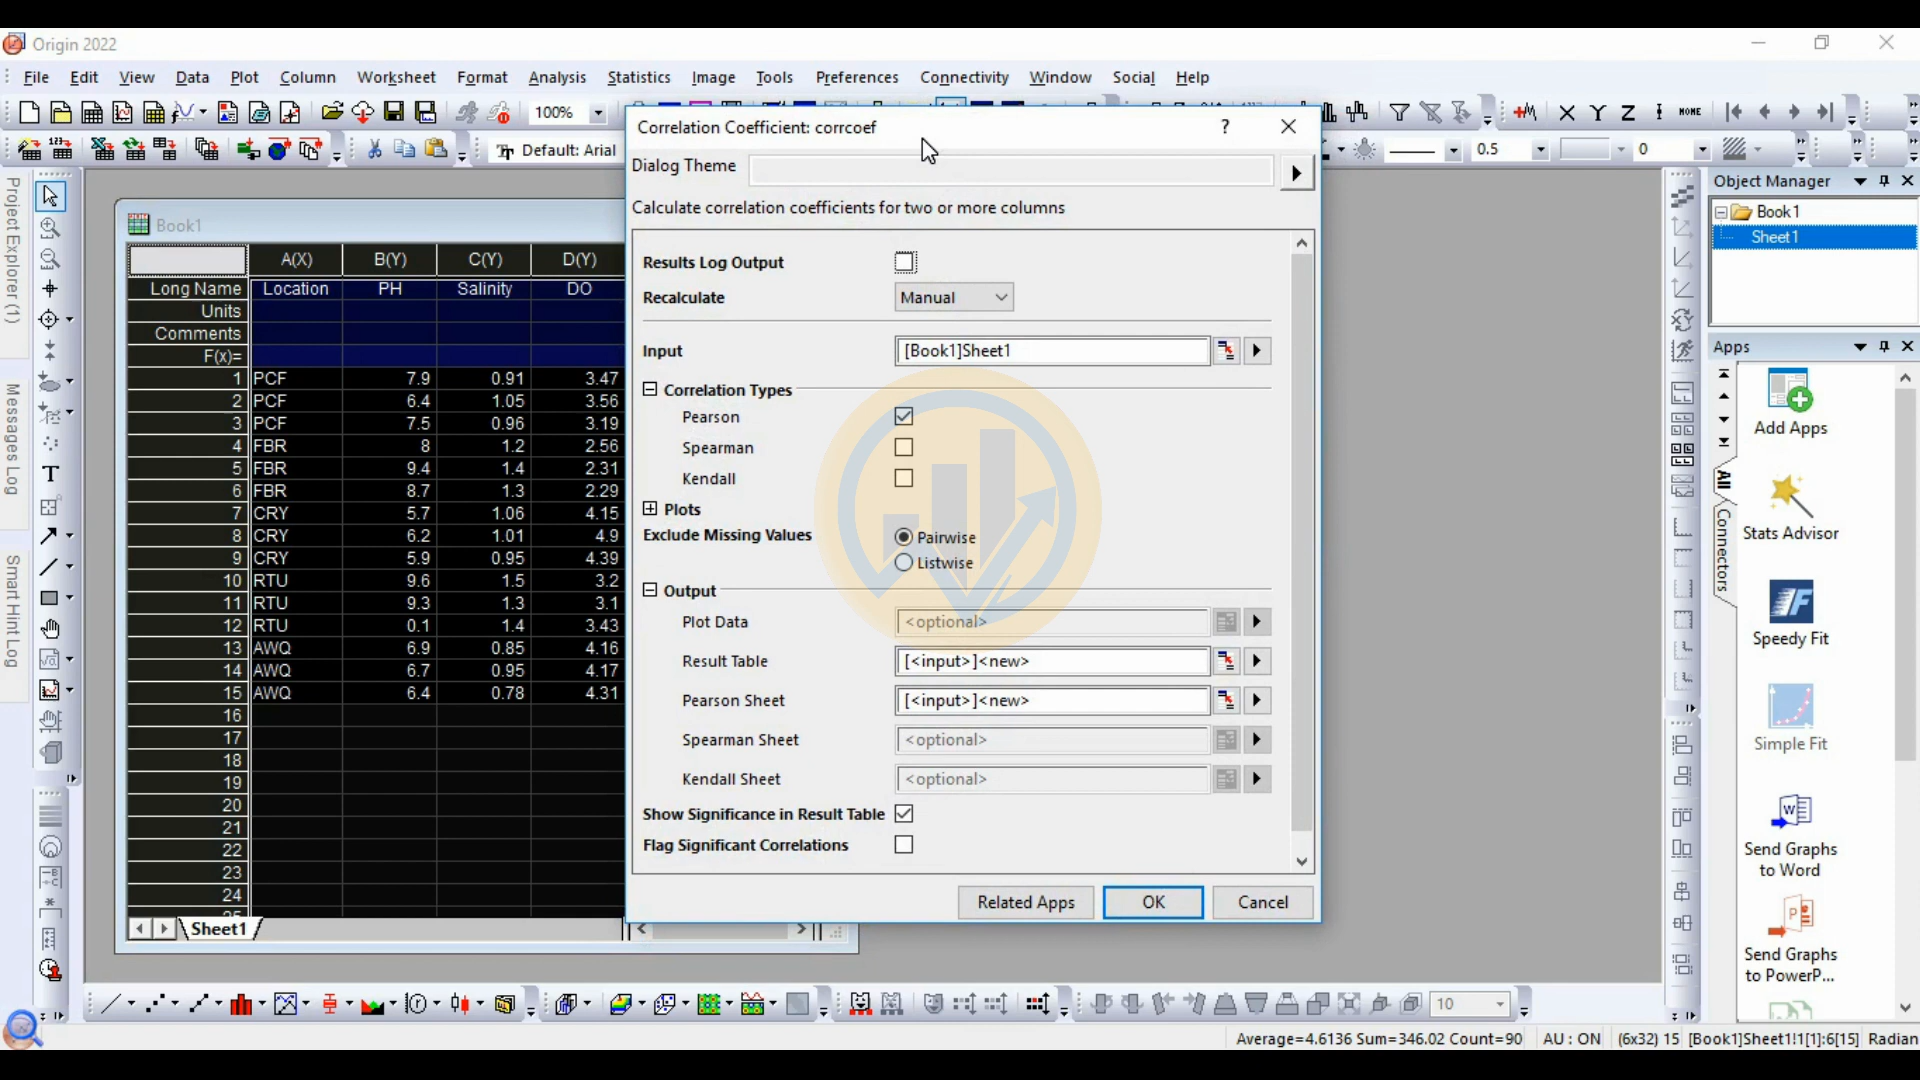 Origin 2022
File Edit View Data Plot Column Worksheet Format Analysis Statistics Image Tools Preferences Connectivity Window Social Help
100% X Y Z NONE
Default: Arial 0.5 0
Correlation Coefficient: corrcoef ? 
Dialog Theme
Calculate correlation coefficients for two or more columns
Results Log Output
Recalculate Manual
Input [Book1]Sheet1
Correlation Types
Pearson
Spearman
Kendall
Plots
Exclude Missing Values Pairwise
Listwise
Output
Plot Data <optional>
Result Table [<input>]<new>
Pearson Sheet [<input>]<new>
Spearman Sheet <optional>
Kendall Sheet <optional>
Show Significance in Result Table
Flag Significant Correlations
Related Apps OK Cancel
Project Explorer (1)
Messages Log
Smart Hint Log
Book1
A(X) B(Y) C(Y) D(Y)
Long Name Location PH Salinity DO
Units
Comments
F(x)=
1 PCF 7.9 0.91 3.47
2 PCF 6.4 1.05 3.56
3 PCF 7.5 0.96 3.19
4 FBR 8 1.2 2.56
5 FBR 9.4 1.4 2.31
6 FBR 8.7 1.3 2.29
7 CRY 5.7 1.06 4.15
8 CRY 6.2 1.01 4.9
9 CRY 5.9 0.95 4.39
10 RTU 9.6 1.5 3.2
11 RTU 9.3 1.3 3.1
12 RTU 0.1 1.4 3.43
13 AWQ 6.9 0.85 4.16
14 AWQ 6.7 0.95 4.17
15 AWQ 6.4 0.78 4.31
16
17
18
19
20
21
22
23
24
25
Sheet1
Object Manager
Book1
Sheet1
Apps
All
Connectors
Add Apps
Stats Advisor
Speedy Fit
Simple Fit
Send Graphs
to Word
Send Graphs
to PowerP...
10
Average=4.6136 Sum=346.02 Count=90 AU : ON (6x32) 15 [Book1]Sheet1!1[1]:6[15] Radian